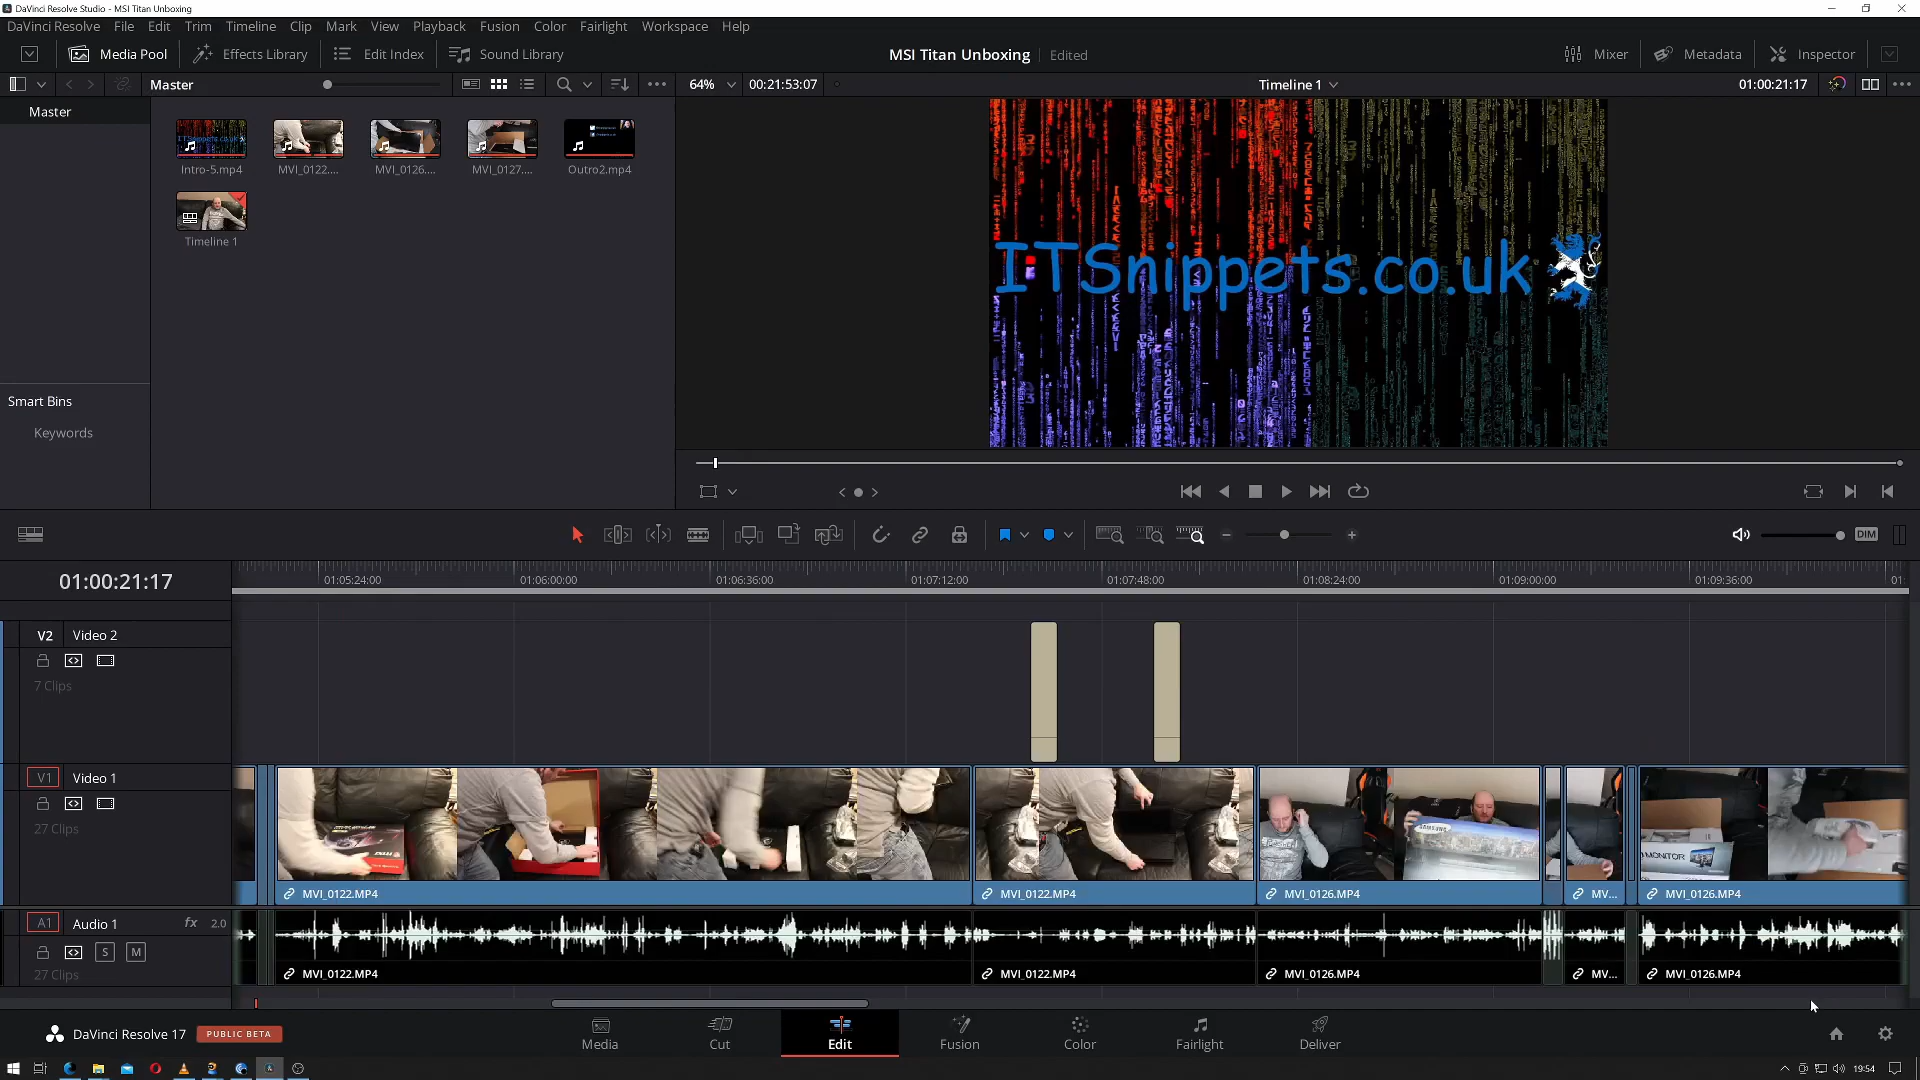 DaVinci Resolve Studio - MSI Titan Unboxing
DaVinci Resolve File Edit Trim Timeline Clip Mark View Playback Fusion Color Fairlight Workspace Help
Media Pool Effects Library Edit Index Sound Library MSI Titan Unboxing Edited Mixer Metadata Inspector
Master 64% 00:21:53:07 Timeline 1 01:00:21:17
Master
Intro-5.mp4 MVI_0122.... MVI_0126.... MVI_0127.... Outro2.mp4
Timeline 1
ITSnippets.co.uk
Smart Bins
Keywords
DIM
01:00:21:17
01:05:24:00 01:06:00:00 01:06:36:00 01:07:12:00 01:07:48:00 01:08:24:00 01:09:00:00 01:09:36:00 01:
V2 Video 2
7 Clips
V1 Video 1
27 Clips
SAMSUNG
MONITOR
MVI_0122.MP4 MVI_0122.MP4 MVI_0126.MP4 MV... MVI_0126.MP4
A1 Audio 1 fx 2.0
S M
27 Clips
MVI_0122.MP4 MVI_0122.MP4 MVI_0126.MP4 MV... MVI_0126.MP4
DaVinci Resolve 17 PUBLIC BETA
Media Cut Edit Fusion Color Fairlight Deliver
19:54